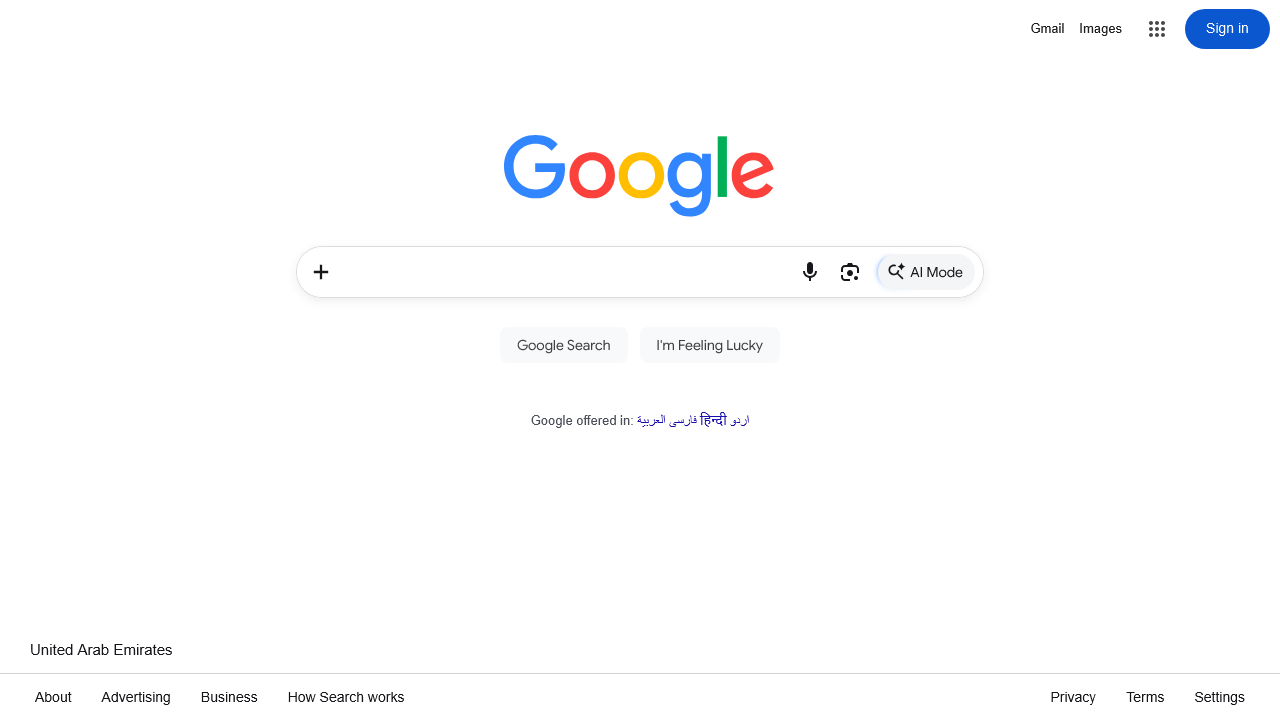 Gmail Images Sign in
Google
AI Mode
Google Search I'm Feeling Lucky
Google offered in: العربية فارسی हिन्दी اردو
United Arab Emirates
About Advertising Business How Search works Privacy Terms Settings